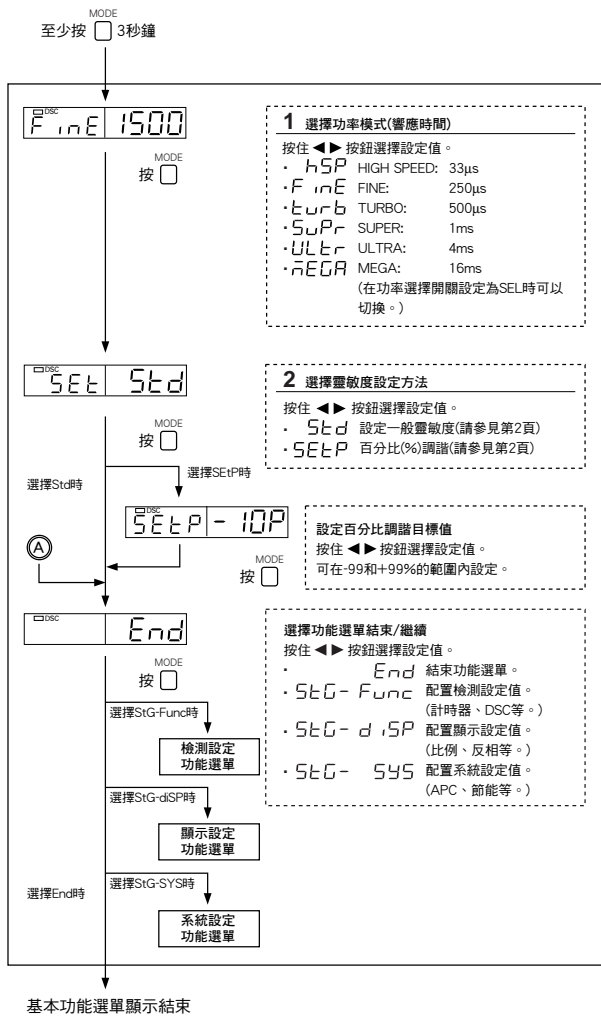 MODE
至少按 3秒鐘
DSC
FinE 1500
MODE
按
1 選擇功率模式(響應時間)
按住 ◀ ▶ 按鈕選擇設定值。
· hSP HIGH SPEED: 33μs
· FinE FINE: 250μs
· turb TURBO: 500μs
· SuPr SUPER: 1ms
· ULtr ULTRA: 4ms
· mEGA MEGA: 16ms
(在功率選擇開關設定為SEL時可以
切換。)
DSC
SEt Std
MODE
按
2 選擇靈敏度設定方法
按住 ◀ ▶ 按鈕選擇設定值。
· Std 設定一般靈敏度(請參見第2頁)
· SEtP 百分比(%)調諧(請參見第2頁)
選擇Std時
選擇SEtP時
DSC
SEtP - 10P
A
MODE
按
設定百分比調諧目標值
按住 ◀ ▶ 按鈕選擇設定值。
可在-99和+99%的範圍內設定。
DSC
End
MODE
按
選擇功能選單結束/繼續
按住 ◀ ▶ 按鈕選擇設定值。
· End 結束功能選單。
· StG- Func 配置檢測設定值。
(計時器、DSC等。)
· StG- diSP 配置顯示設定值。
(比例、反相等。)
· StG- SYS 配置系統設定值。
(APC、節能等。)
選擇StG-Func時
檢測設定
功能選單
選擇StG-diSP時
顯示設定
功能選單
選擇End時
選擇StG-SYS時
系統設定
功能選單
基本功能選單顯示結束